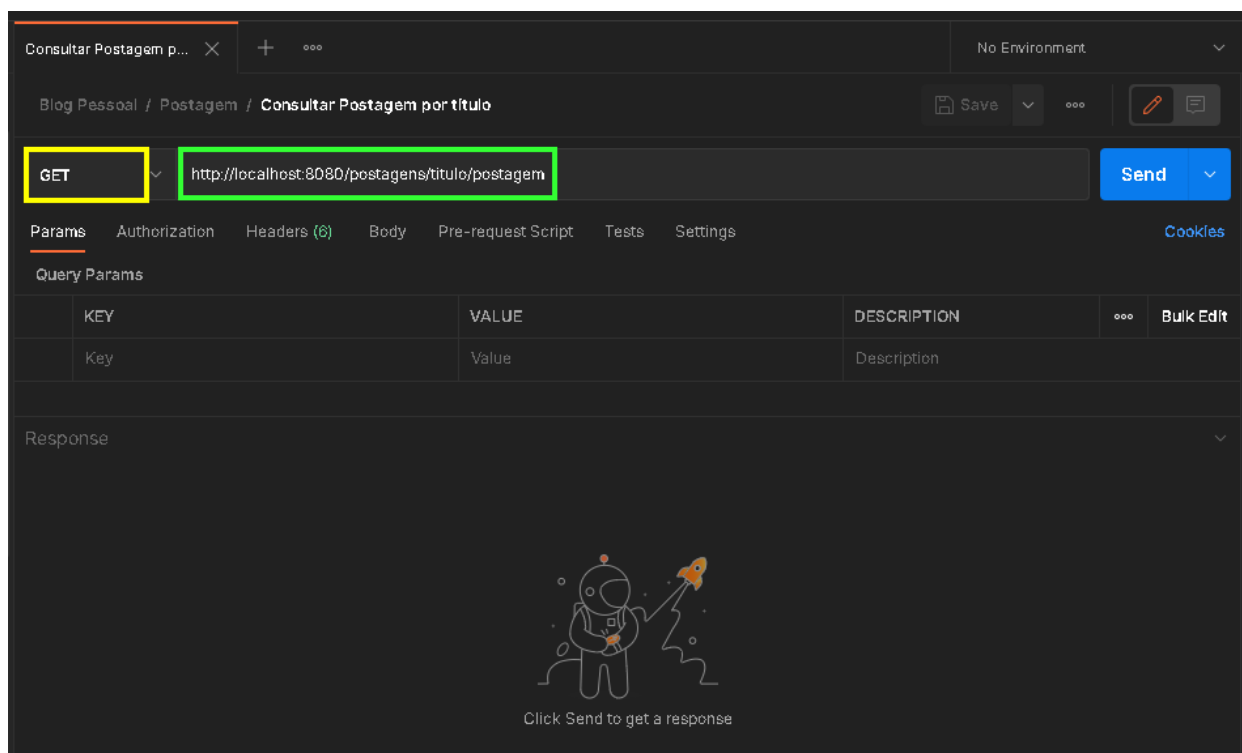 Consultar Postagem p...
No Environment
Blog Pessoal / Postagem / Consultar Postagem por título
Save
GET
http://localhost:8080/postagens/titulo/postagem
Send
Params Authorization Headers (6) Body Pre-request Script Tests Settings Cookies
Query Params
KEY VALUE DESCRIPTION Bulk Edit
Key Value Description
Response
Click Send to get a response